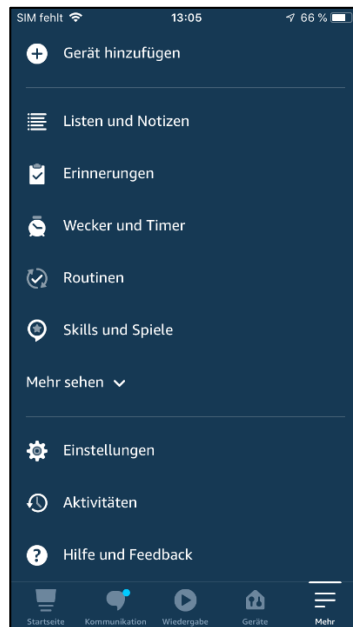 SIM fehlt 13:05 66 %
Gerät hinzufügen
Listen und Notizen
Erinnerungen
Wecker und Timer
Routinen
Skills und Spiele
Mehr sehen
Einstellungen
Aktivitäten
Hilfe und Feedback
Startseite Kommunikation Wiedergabe Geräte Mehr